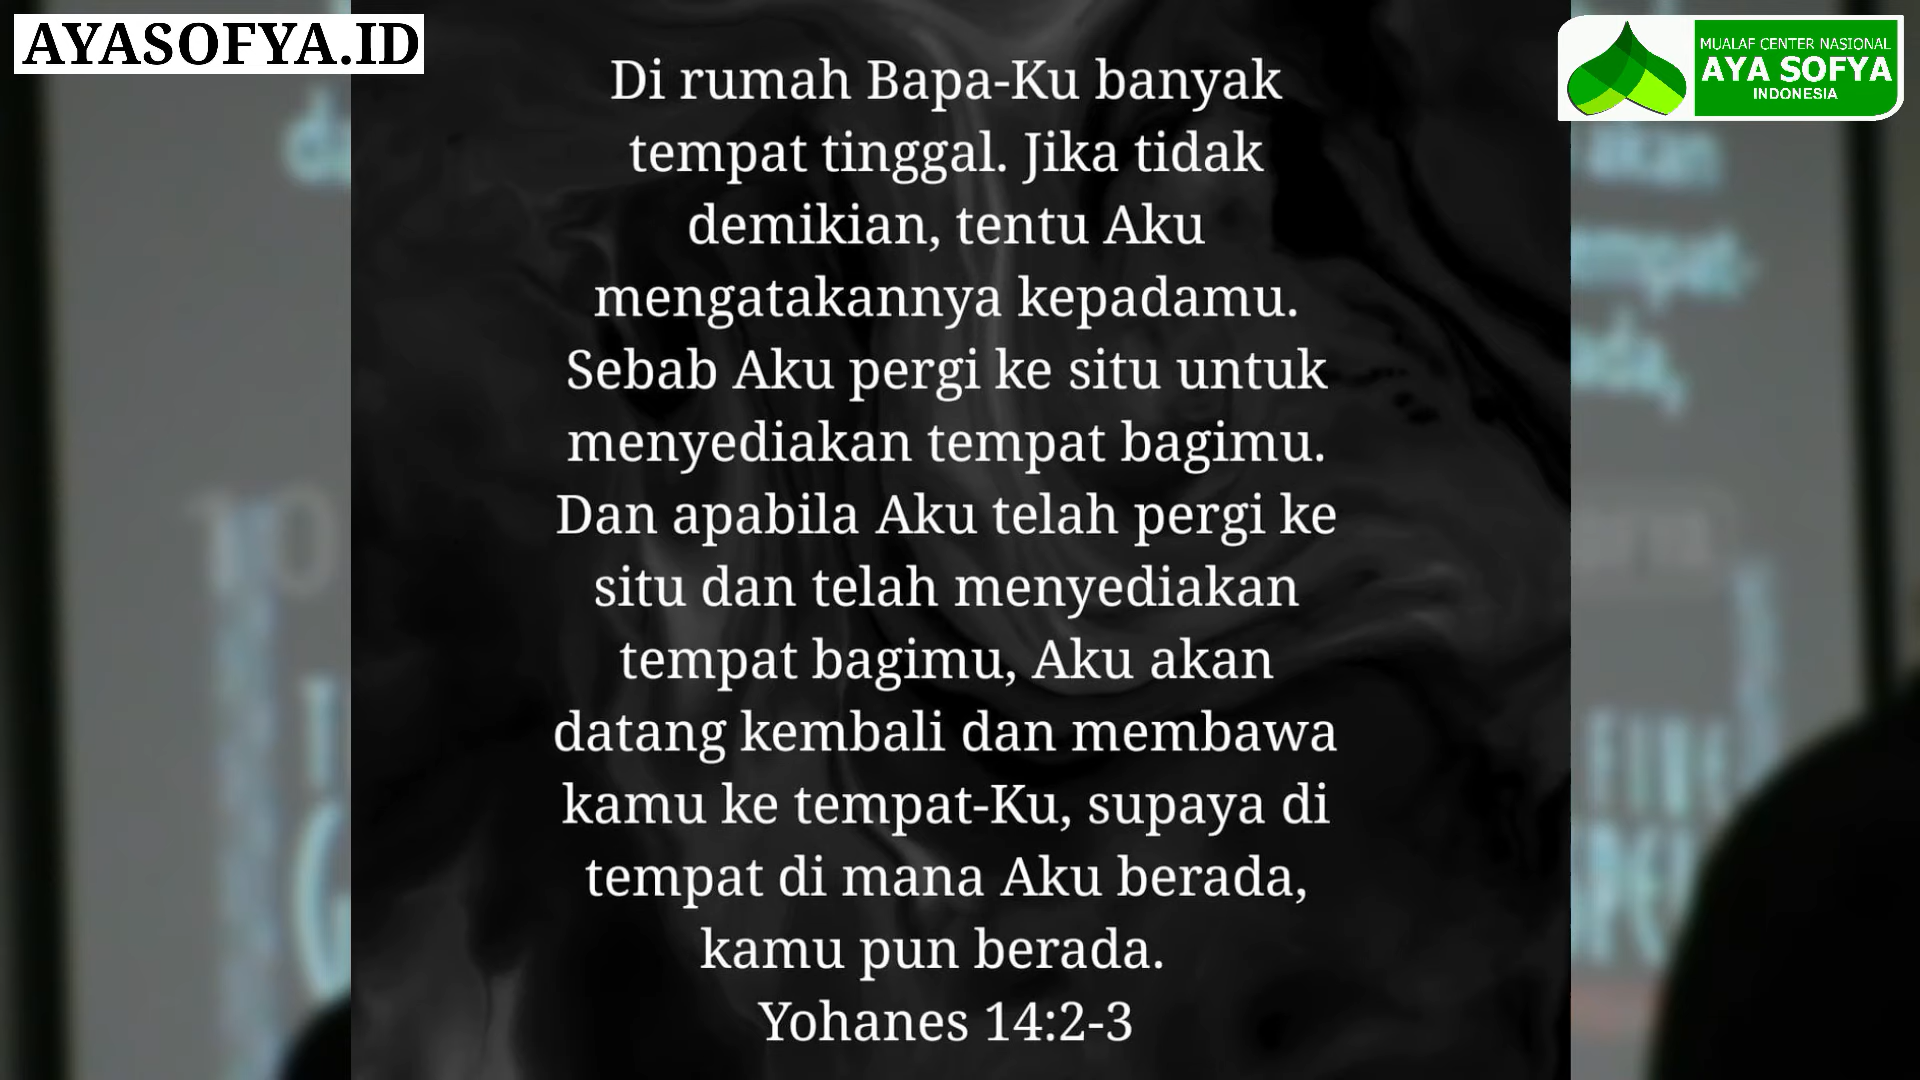 AYASOFYA.ID
MUALAF CENTER NASIONAL
AYA SOFYA
INDONESIA
Di rumah Bapa-Ku banyak
tempat tinggal. Jika tidak
demikian, tentu Aku
mengatakannya kepadamu.
Sebab Aku pergi ke situ untuk
menyediakan tempat bagimu.
Dan apabila Aku telah pergi ke
situ dan telah menyediakan
tempat bagimu, Aku akan
datang kembali dan membawa
kamu ke tempat-Ku, supaya di
tempat di mana Aku berada,
kamu pun berada.
Yohanes 14:2-3
akan